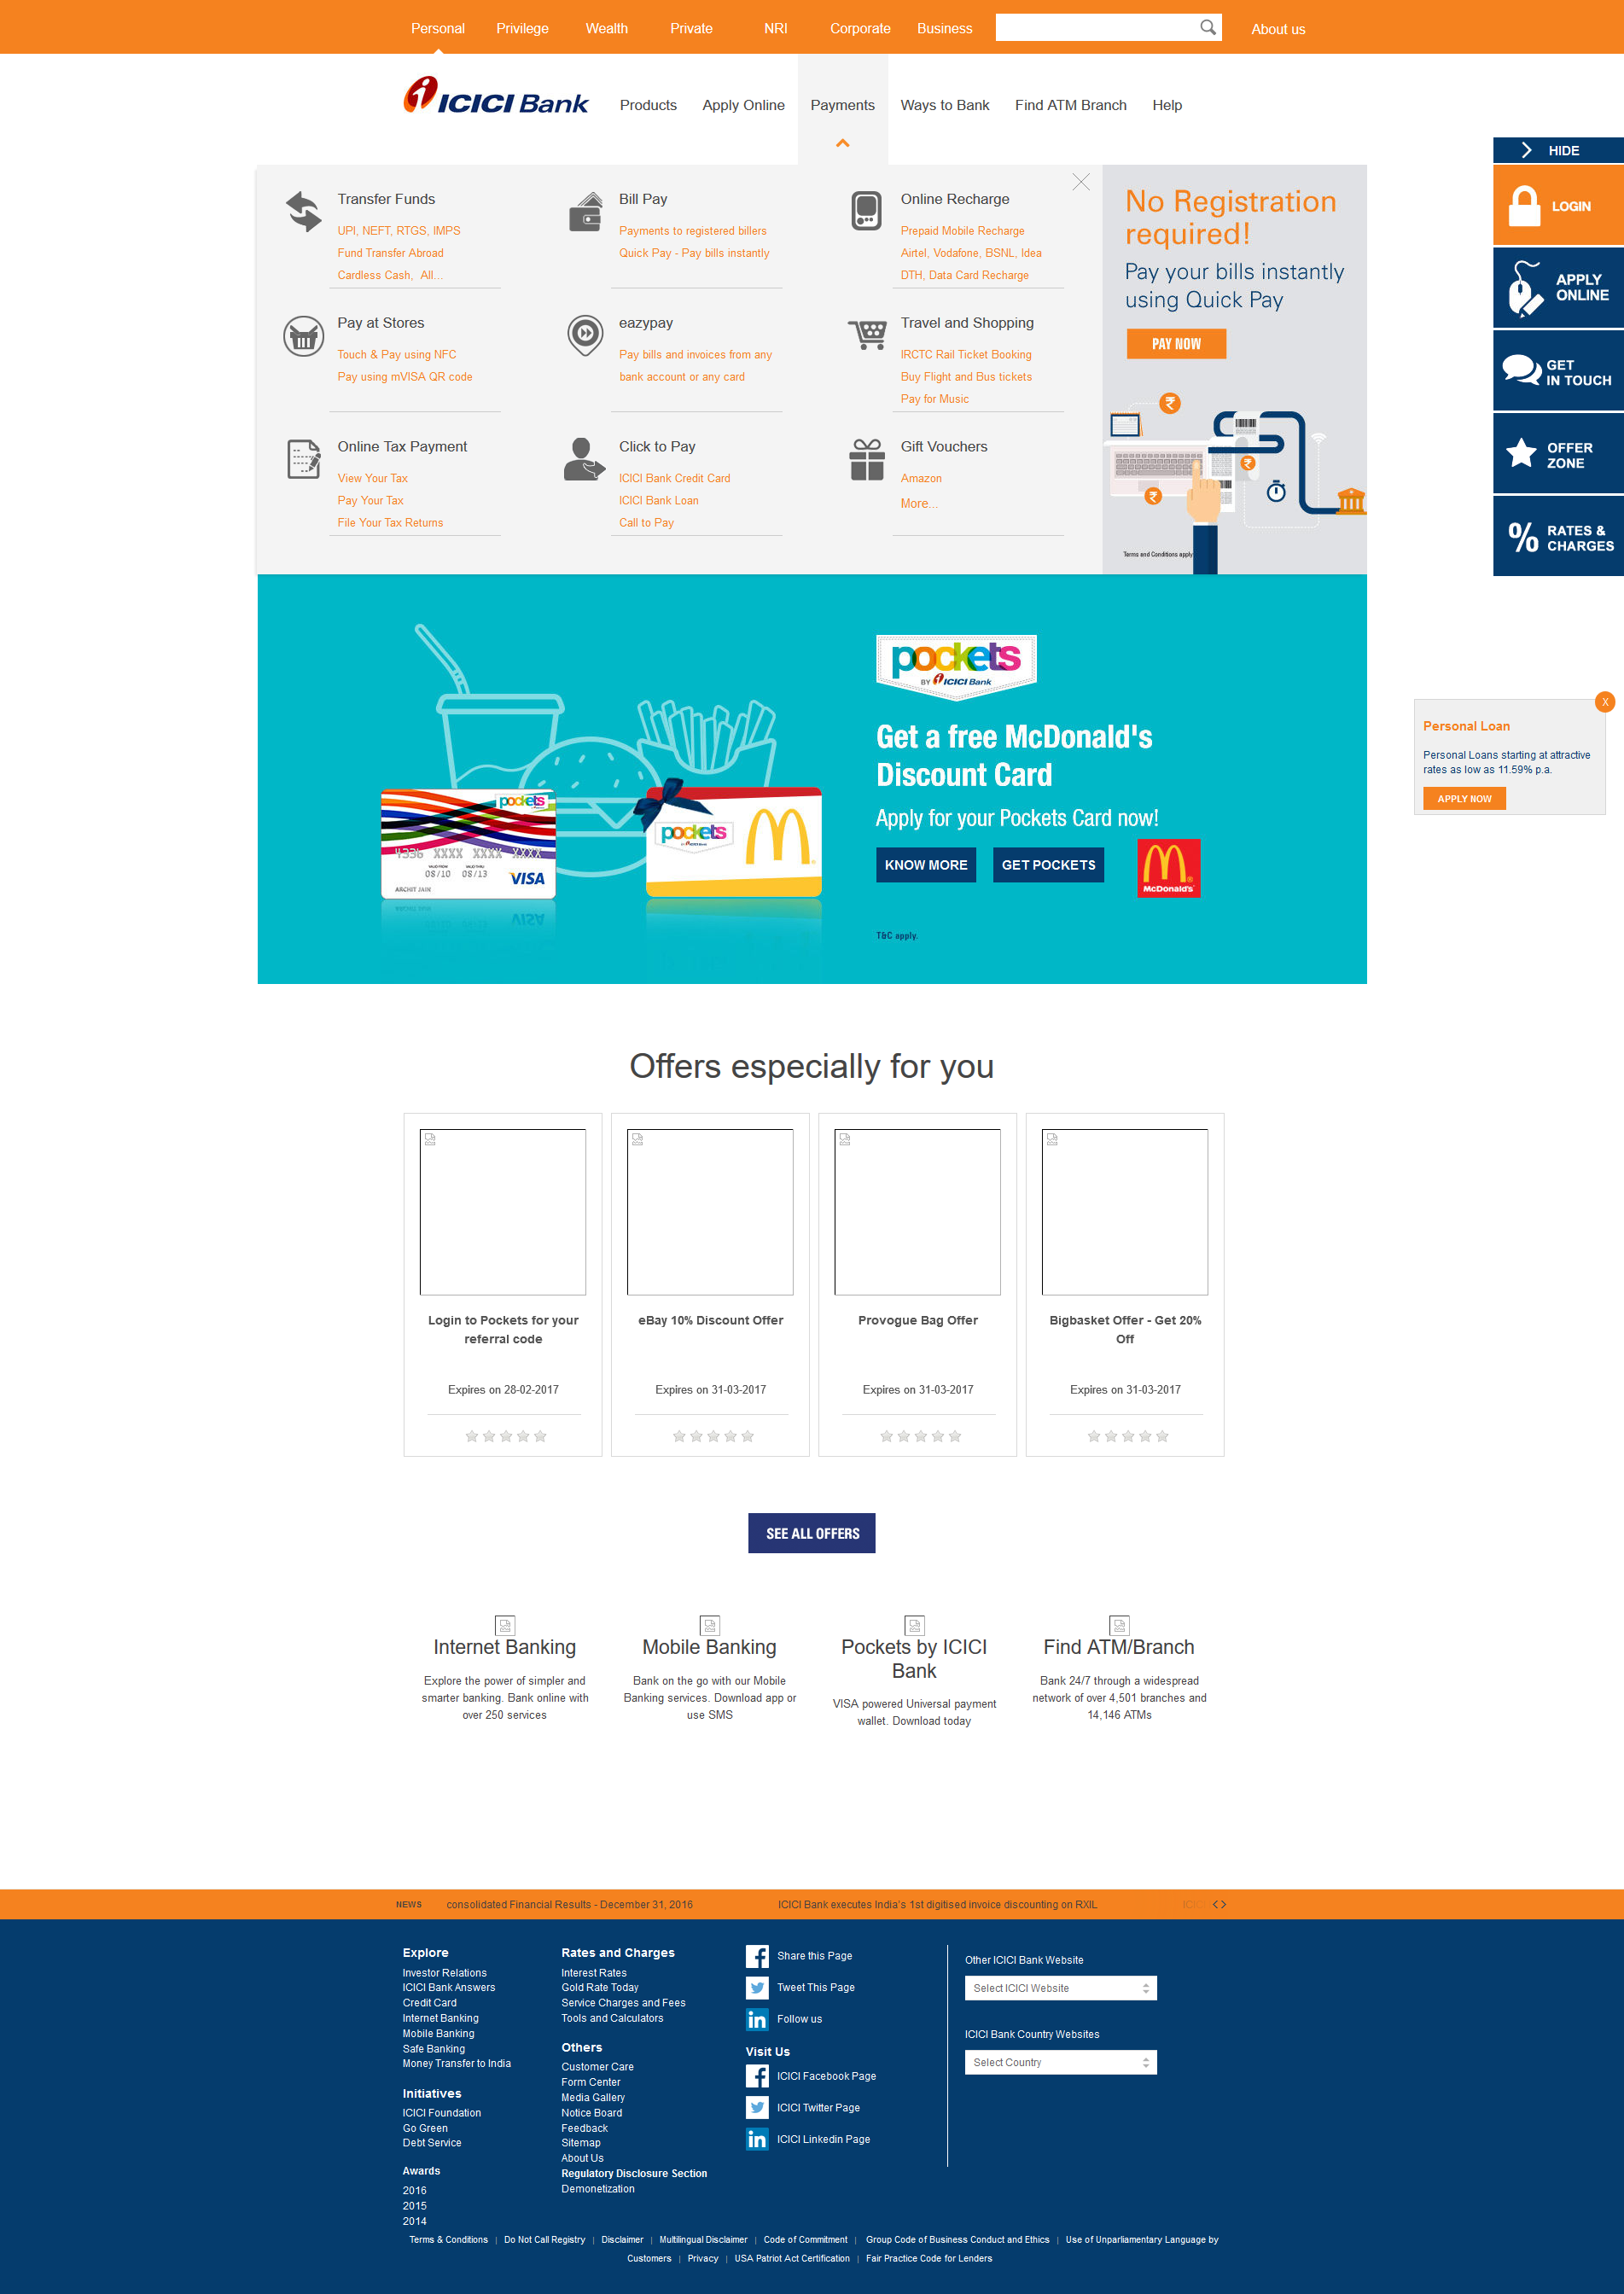 Personal Privilege Wealth Private NRI Corporate Business About us
ICICI Bank
Products Apply Online Payments Ways to Bank Find ATM Branch Help
HIDE
LOGIN
APPLY
ONLINE
GET
IN TOUCH
OFFER
ZONE
RATES &
CHARGES
Transfer Funds
UPI, NEFT, RTGS, IMPS
Fund Transfer Abroad
Cardless Cash, All...
Bill Pay
Payments to registered billers
Quick Pay - Pay bills instantly
Online Recharge
Prepaid Mobile Recharge
Airtel, Vodafone, BSNL, Idea
DTH, Data Card Recharge
Pay at Stores
Touch & Pay using NFC
Pay using mVISA QR code
eazypay
Pay bills and invoices from any
bank account or any card
Travel and Shopping
IRCTC Rail Ticket Booking
Buy Flight and Bus tickets
Pay for Music
Online Tax Payment
View Your Tax
Pay Your Tax
File Your Tax Returns
Click to Pay
ICICI Bank Credit Card
ICICI Bank Loan
Call to Pay
Gift Vouchers
Amazon
More...
No Registration
required!
Pay your bills instantly
using Quick Pay
PAY NOW
Terms and Conditions apply
pockets
BY ICICI Bank
Get a free McDonald's
Discount Card
Apply for your Pockets Card now!
KNOW MORE GET POCKETS
McDonald's
T&C apply.
pockets
4336 XXXX XXXX XXXX
08/10 08/13
ARCHIT JAIN
VISA
pockets
ICICI Bank
X
Personal Loan
Personal Loans starting at attractive
rates as low as 11.59% p.a.
APPLY NOW
Offers especially for you
Login to Pockets for your
referral code
Expires on 28-02-2017
eBay 10% Discount Offer
Expires on 31-03-2017
Provogue Bag Offer
Expires on 31-03-2017
Bigbasket Offer - Get 20%
Off
Expires on 31-03-2017
SEE ALL OFFERS
Internet Banking
Explore the power of simpler and
smarter banking. Bank online with
over 250 services
Mobile Banking
Bank on the go with our Mobile
Banking services. Download app or
use SMS
Pockets by ICICI
Bank
VISA powered Universal payment
wallet. Download today
Find ATM/Branch
Bank 24/7 through a widespread
network of over 4,501 branches and
14,146 ATMs
NEWS consolidated Financial Results - December 31, 2016 ICICI Bank executes India's 1st digitised invoice discounting on RXIL
Explore
Investor Relations
ICICI Bank Answers
Credit Card
Internet Banking
Mobile Banking
Safe Banking
Money Transfer to India
Initiatives
ICICI Foundation
Go Green
Debt Service
Awards
2016
2015
2014
Rates and Charges
Interest Rates
Gold Rate Today
Service Charges and Fees
Tools and Calculators
Others
Customer Care
Form Center
Media Gallery
Notice Board
Feedback
Sitemap
About Us
Regulatory Disclosure Section
Demonetization
Share this Page
Tweet This Page
Follow us
Visit Us
ICICI Facebook Page
ICICI Twitter Page
ICICI Linkedin Page
Other ICICI Bank Website
Select ICICI Website
ICICI Bank Country Websites
Select Country
Terms & Conditions | Do Not Call Registry | Disclaimer | Multilingual Disclaimer | Code of Commitment | Group Code of Business Conduct and Ethics | Use of Unparliamentary Language by
Customers | Privacy | USA Patriot Act Certification | Fair Practice Code for Lenders